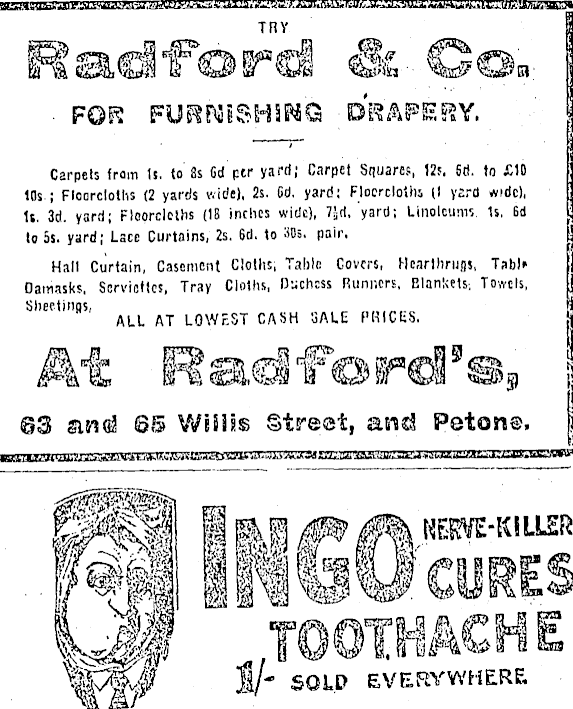 TRY
Radford & Co.
FOR FURNISHING DRAPERY.
Carpets from 1s. to 8s 6d per yard; Carpet Squares, 12s. 6d. to £10
10s.; Floorcloths (2 yards wide), 2s. 6d. yard; Floorcloths (1 yard wide),
1s. 3d. yard; Floorcloths (18 inches wide), 7½d. yard; Linoleums 1s. 6d
to 5s. yard; Lace Curtains, 2s. 6d. to 30s. pair.
Hall Curtain, Casement Cloths, Table Covers, Hearthrugs, Table
Damasks, Serviettes, Tray Cloths, Duchess Runners, Blankets, Towels,
Sheetings,
ALL AT LOWEST CASH SALE PRICES.
At Radford's,
63 and 65 Willis Street, and Petone.
INGO NERVE-KILLER
CURES
TOOTHACHE
1/- SOLD EVERYWHERE